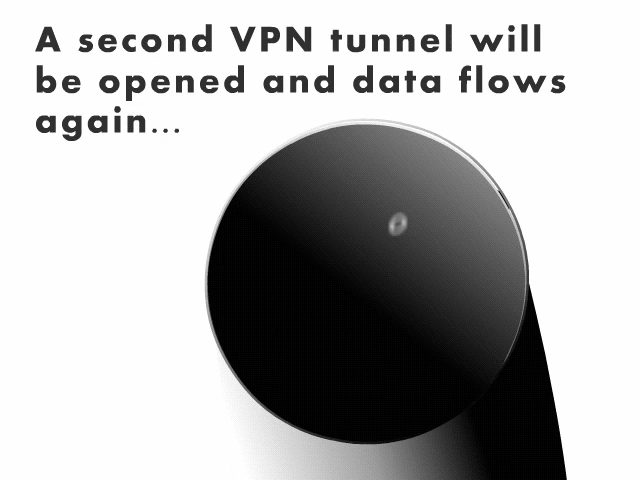 A second VPN tunnel will
be opened and data flows
again...